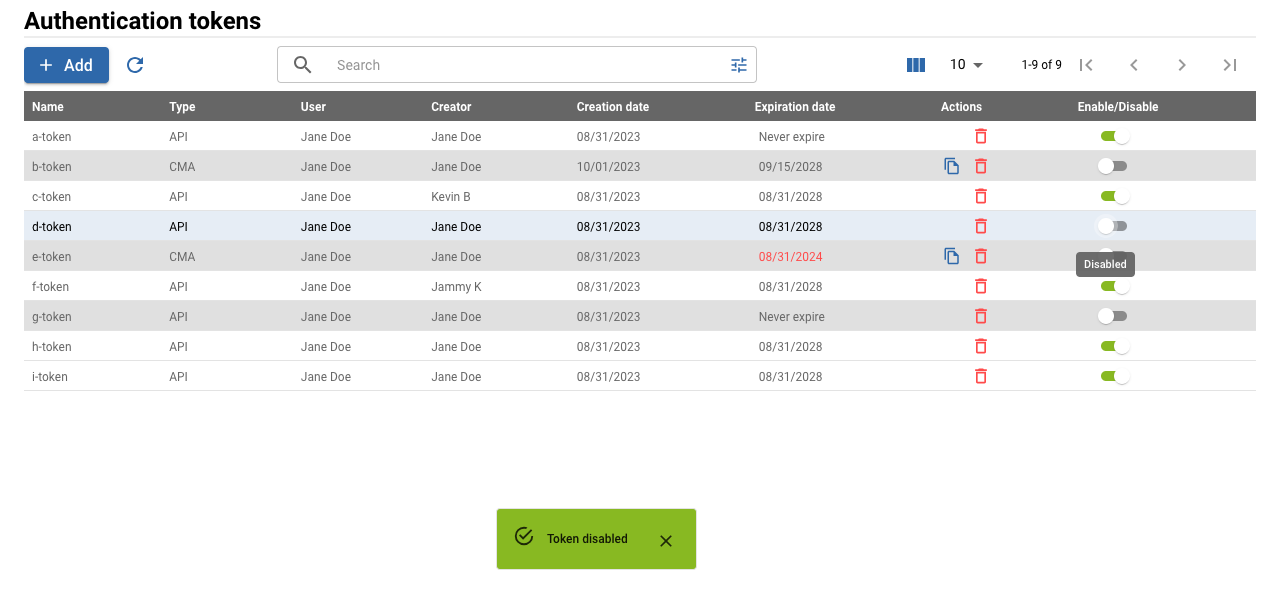 Authentication tokens
Add
Search
10
1-9 of 9
Name Type User Creator Creation date Expiration date Actions Enable/Disable
a-token API Jane Doe Jane Doe 08/31/2023 Never expire
b-token CMA Jane Doe Jane Doe 10/01/2023 09/15/2028
c-token API Jane Doe Kevin B 08/31/2023 08/31/2028
d-token API Jane Doe Jane Doe 08/31/2023 08/31/2028
e-token CMA Jane Doe Jane Doe 08/31/2023 08/31/2024
Disabled
f-token API Jane Doe Jammy K 08/31/2023 08/31/2028
g-token API Jane Doe Jane Doe 08/31/2023 Never expire
h-token API Jane Doe Jane Doe 08/31/2023 08/31/2028
i-token API Jane Doe Jane Doe 08/31/2023 08/31/2028
Token disabled